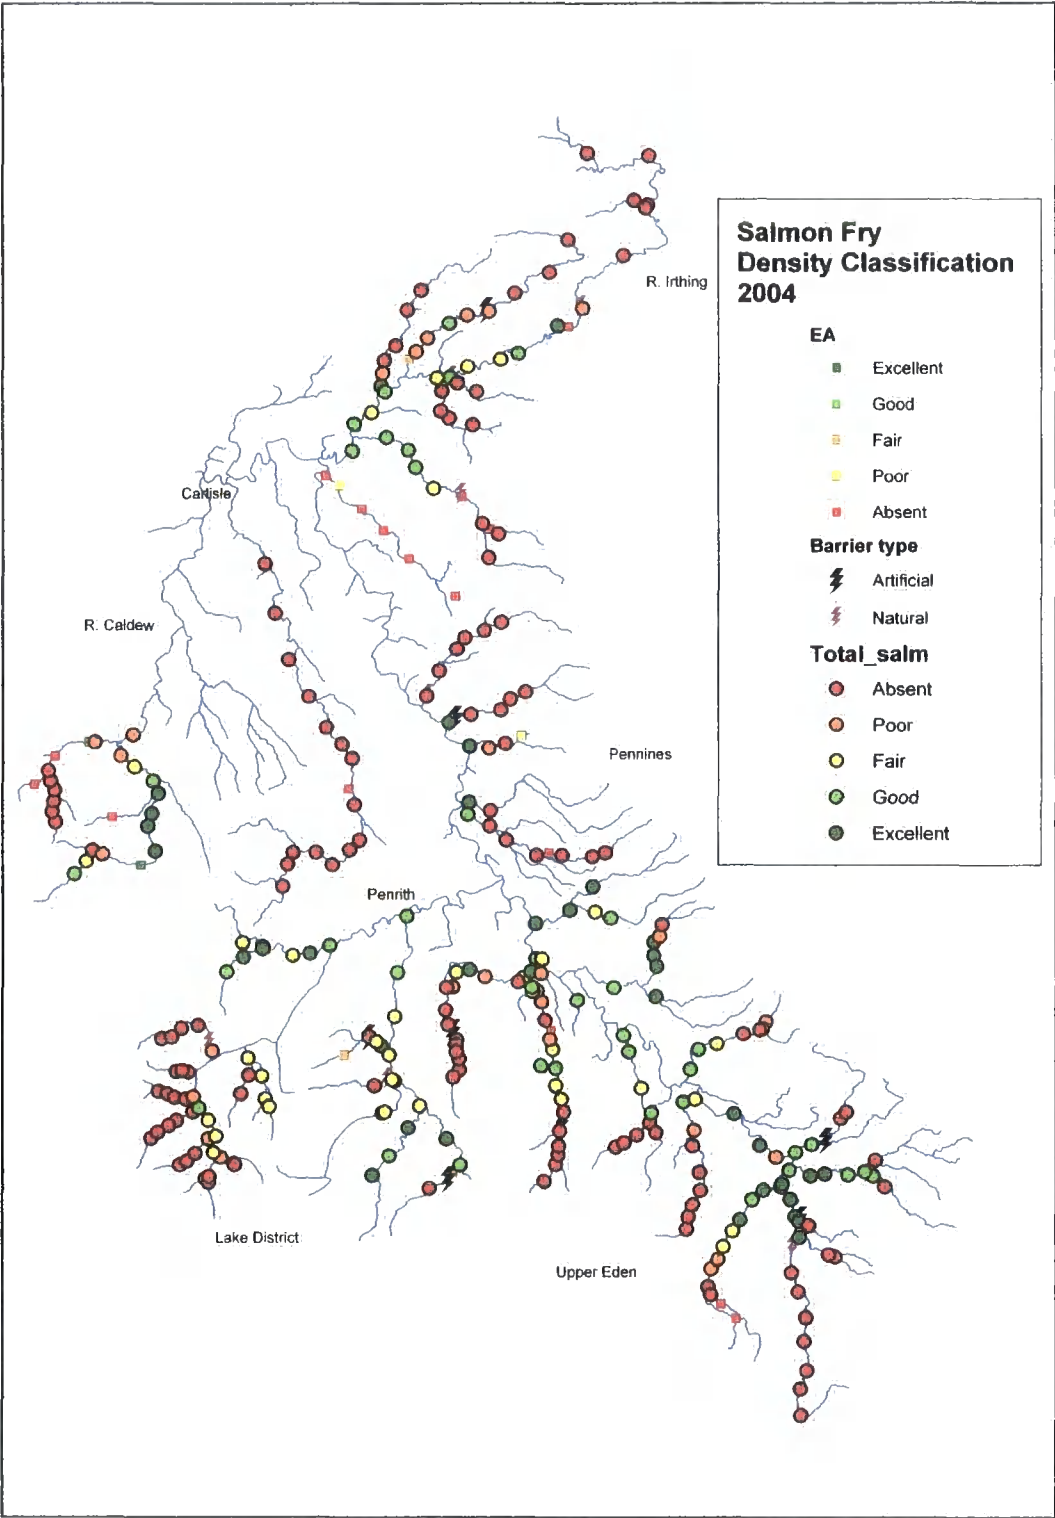 Salmon Fry
Density Classification
2004
EA
Excellent
Good
Fair
Poor
Absent
Barrier type
Artificial
Natural
Total_salm
Absent
Poor
Fair
Good
Excellent
R. Irthing
Carlisle
R. Caldew
Pennines
Penrith
Lake District
Upper Eden